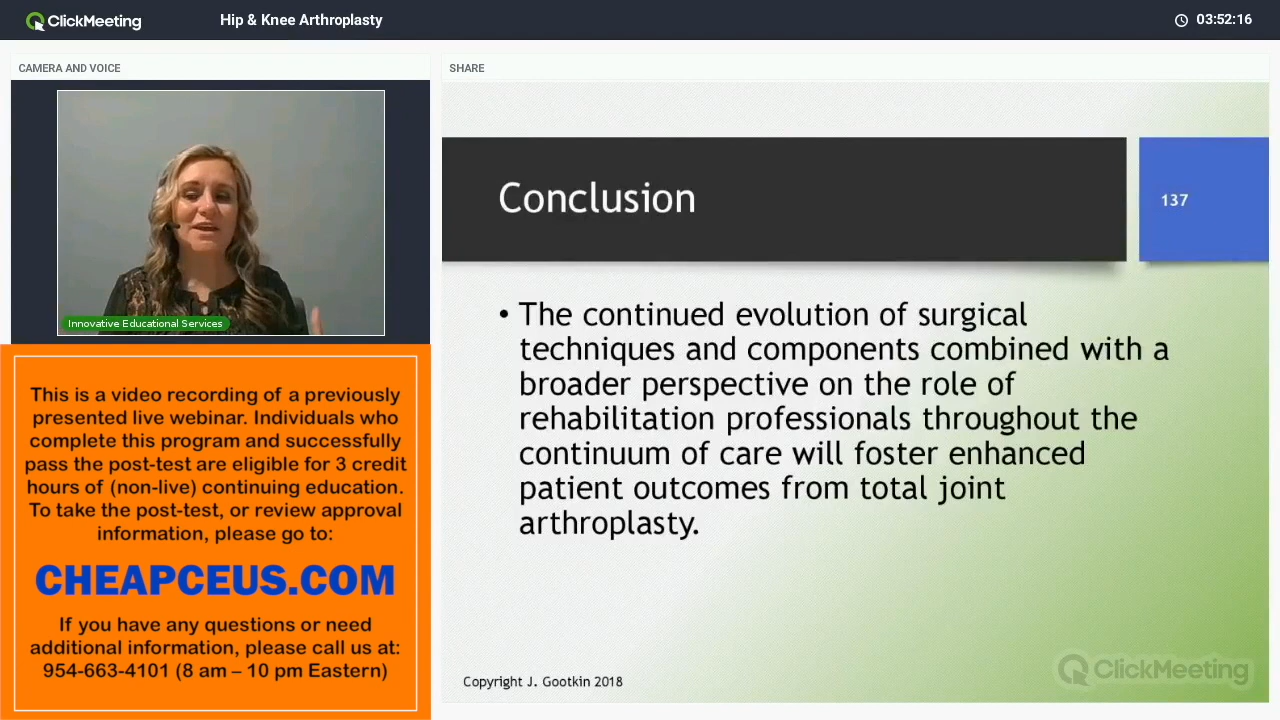 ClickMeeting
Hip & Knee Arthroplasty
03:52:16
CAMERA AND VOICE
Innovative Educational Services
This is a video recording of a previously
presented live webinar. Individuals who
complete this program and successfully
pass the post-test are eligible for 3 credit
hours of (non-live) continuing education.
To take the post-test, or review approval
information, please go to:
CHEAPCEUS.COM
If you have any questions or need
additional information, please call us at:
954-663-4101 (8 am – 10 pm Eastern)
SHARE
Conclusion
137
• The continued evolution of surgical
techniques and components combined with a
broader perspective on the role of
rehabilitation professionals throughout the
continuum of care will foster enhanced
patient outcomes from total joint
arthroplasty.
Copyright J. Gootkin 2018
ClickMeeting